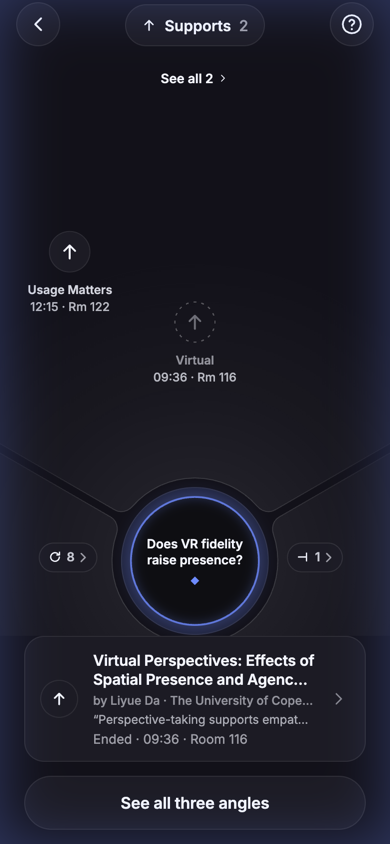 Supports 2
See all 2
Usage Matters
12:15 · Rm 122
Virtual
09:36 · Rm 116
Does VR fidelity
raise presence?
8
1
Virtual Perspectives: Effects of
Spatial Presence and Agenc...
by Liyue Da · The University of Cope...
“Perspective-taking supports empat...
Ended · 09:36 · Room 116
See all three angles